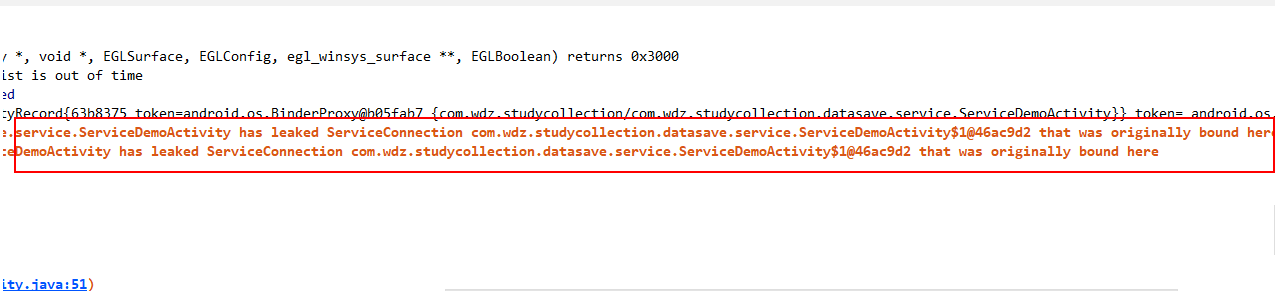 *, void *, EGLSurface, EGLConfig, egl_winsys_surface **, EGLBoolean) returns 0x3000
ist is out of time
ed
tyRecord{63b8375 token=android.os.BinderProxy@b05fab7 {com.wdz.studycollection/com.wdz.studycollection.datasave.service.ServiceDemoActivity}} token= android.os.
e.service.ServiceDemoActivity has leaked ServiceConnection com.wdz.studycollection.datasave.service.ServiceDemoActivity$1@46ac9d2 that was originally bound here
ceDemoActivity has leaked ServiceConnection com.wdz.studycollection.datasave.service.ServiceDemoActivity$1@46ac9d2 that was originally bound here
ity.java:51)